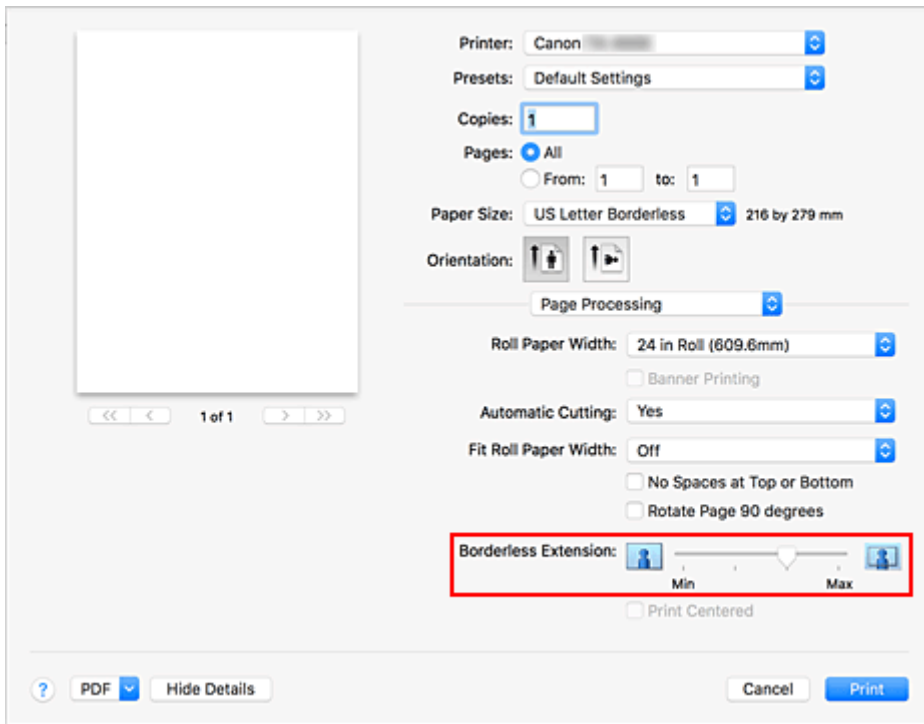 Printer: Canon
Presets: Default Settings
Copies: 1
Pages: All
From: 1 to: 1
Paper Size: US Letter Borderless 216 by 279 mm
Orientation:
Page Processing
Roll Paper Width: 24 in Roll (609.6mm)
Banner Printing
<< < 1 of 1 > >>
Automatic Cutting: Yes
Fit Roll Paper Width: Off
No Spaces at Top or Bottom
Rotate Page 90 degrees
Borderless Extension:
Min Max
Print Centered
? PDF Hide Details Cancel Print